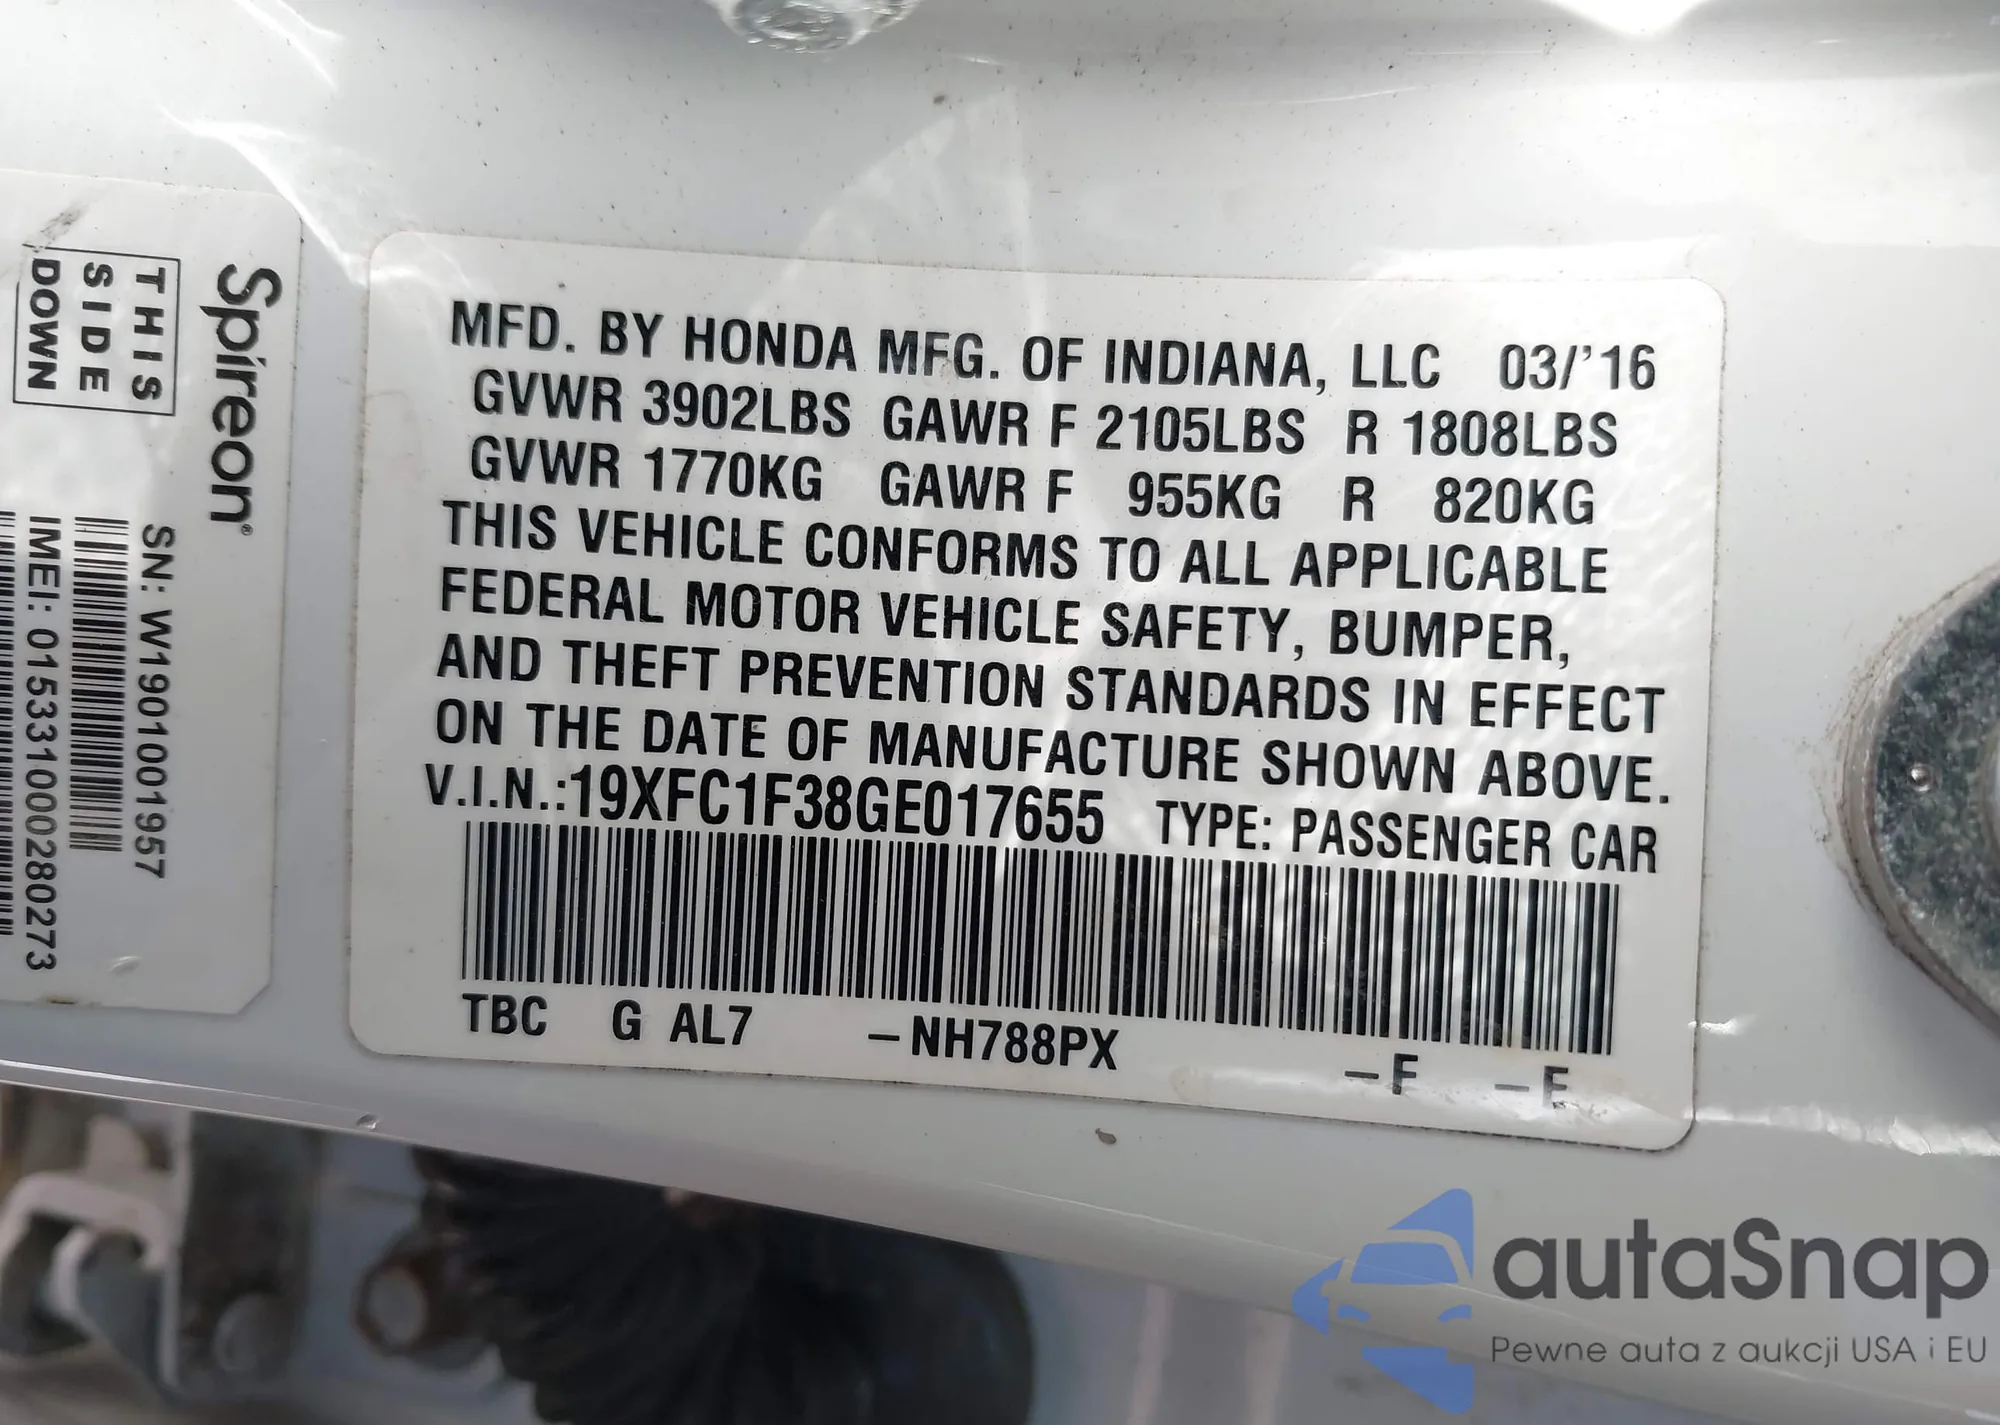 Spireon®
THIS
SIDE
DOWN
SN: W1901001957
IMEI: 015331000280273
MFD. BY HONDA MFG. OF INDIANA, LLC 03/'16
GVWR 3902LBS GAWR F 2105LBS R 1808LBS
GVWR 1770KG GAWR F 955KG R 820KG
THIS VEHICLE CONFORMS TO ALL APPLICABLE
FEDERAL MOTOR VEHICLE SAFETY, BUMPER,
AND THEFT PREVENTION STANDARDS IN EFFECT
ON THE DATE OF MANUFACTURE SHOWN ABOVE.
V.I.N.:19XFC1F38GE017655 TYPE: PASSENGER CAR
TBC G AL7 –NH788PX –F –E
autaSnap
Pewne auta z aukcji USA i EU